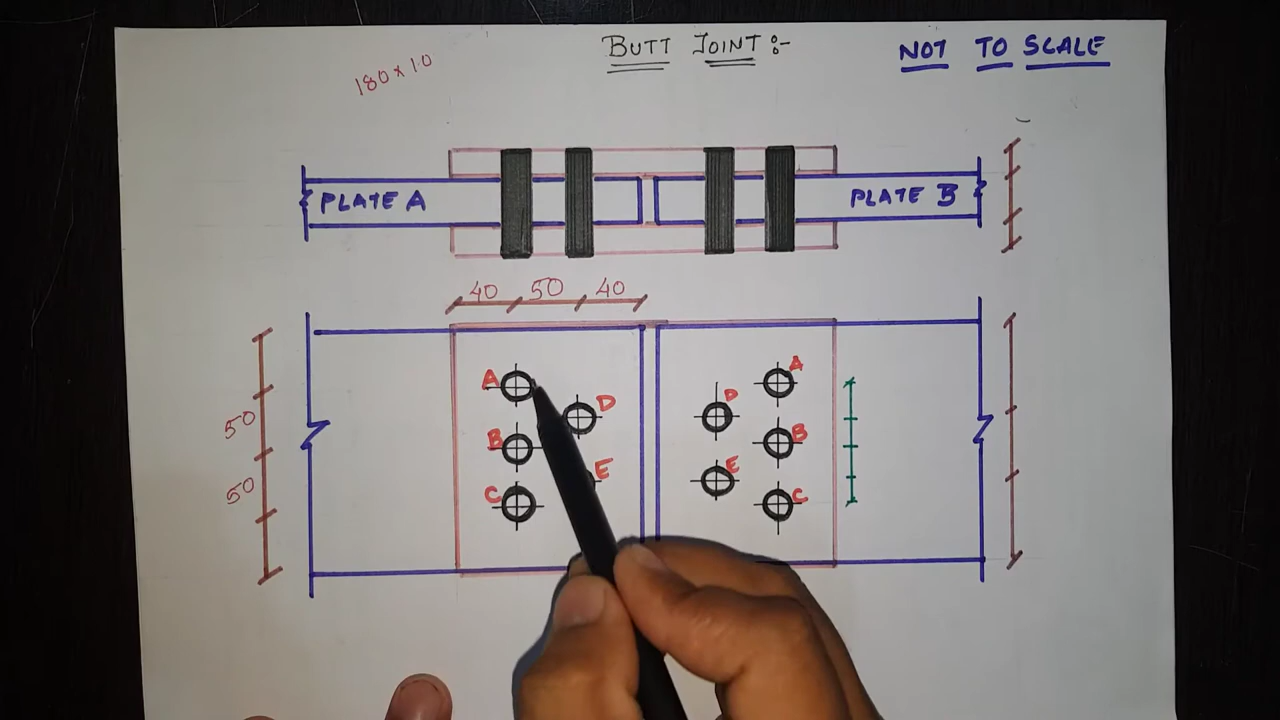 BUTT JOINT :-
NOT TO SCALE
180 x 10
PLATE A
PLATE B
40 50 40
A
A
D
D
50
B
B
E
E
50
C
C